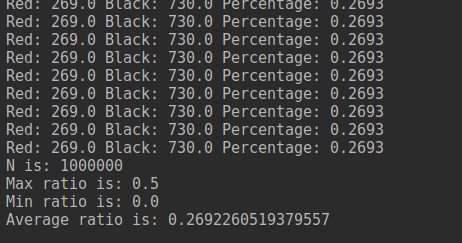 Red: 269.0 Black: 730.0 Percentage: 0.2693
Red: 269.0 Black: 730.0 Percentage: 0.2693
Red: 269.0 Black: 730.0 Percentage: 0.2693
Red: 269.0 Black: 730.0 Percentage: 0.2693
Red: 269.0 Black: 730.0 Percentage: 0.2693
Red: 269.0 Black: 730.0 Percentage: 0.2693
Red: 269.0 Black: 730.0 Percentage: 0.2693
Red: 269.0 Black: 730.0 Percentage: 0.2693
Red: 269.0 Black: 730.0 Percentage: 0.2693
N is: 1000000
Max ratio is: 0.5
Min ratio is: 0.0
Average ratio is: 0.2692260519379557